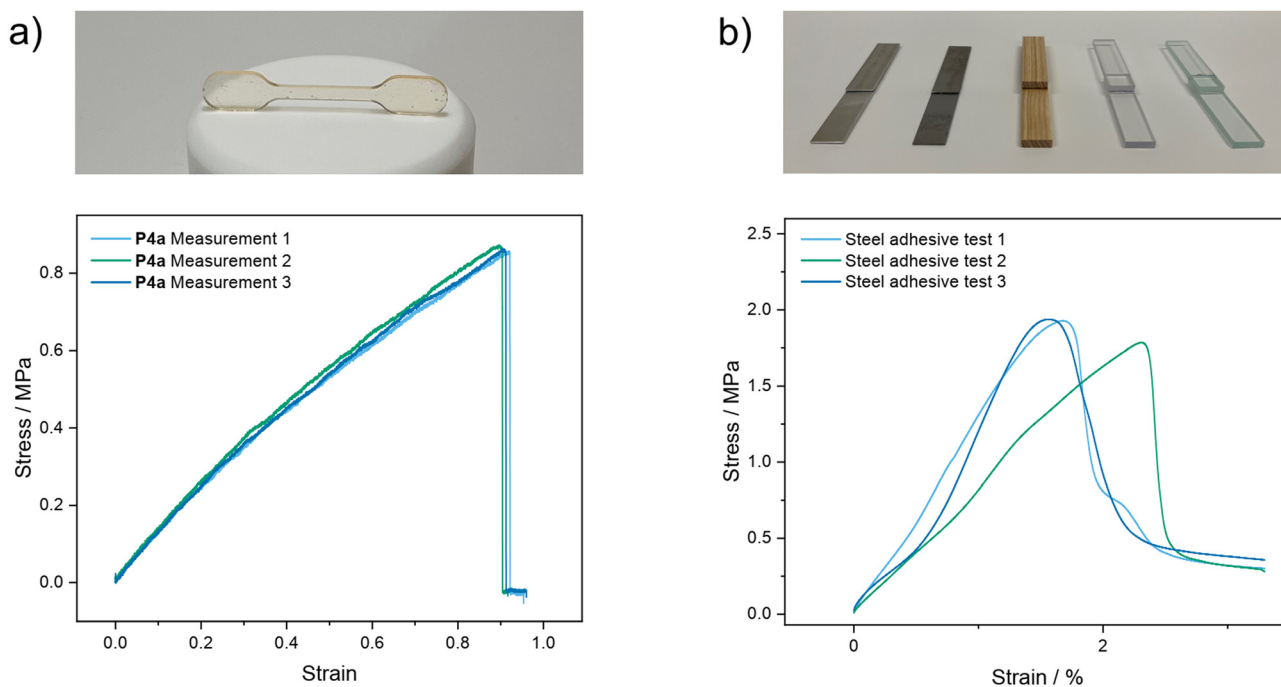 a)
P4a Measurement 1
P4a Measurement 2
P4a Measurement 3
Stress / MPa
0.8
0.6
0.4
0.2
0.0
0.0 0.2 0.4 0.6 0.8 1.0
Strain
b)
Steel adhesive test 1
Steel adhesive test 2
Steel adhesive test 3
Stress / MPa
2.5
2.0
1.5
1.0
0.5
0.0
0 2
Strain / %